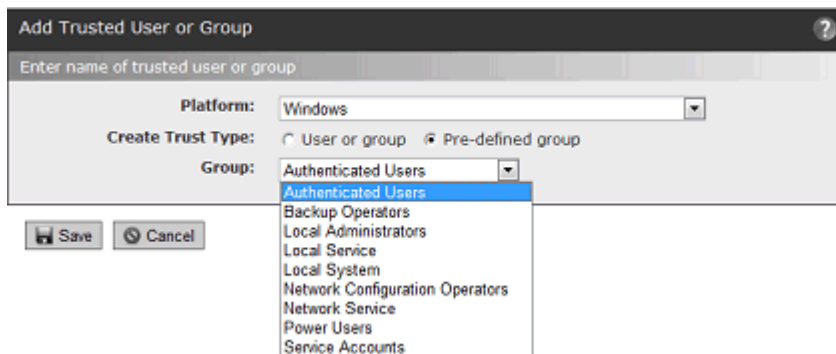 Add Trusted User or Group ?
Enter name of trusted user or group
Platform: Windows
Create Trust Type: User or group Pre-defined group
Group: Authenticated Users
Authenticated Users
Backup Operators
Local Administrators
Local Service
Local System
Network Configuration Operators
Network Service
Power Users
Service Accounts
Save Cancel